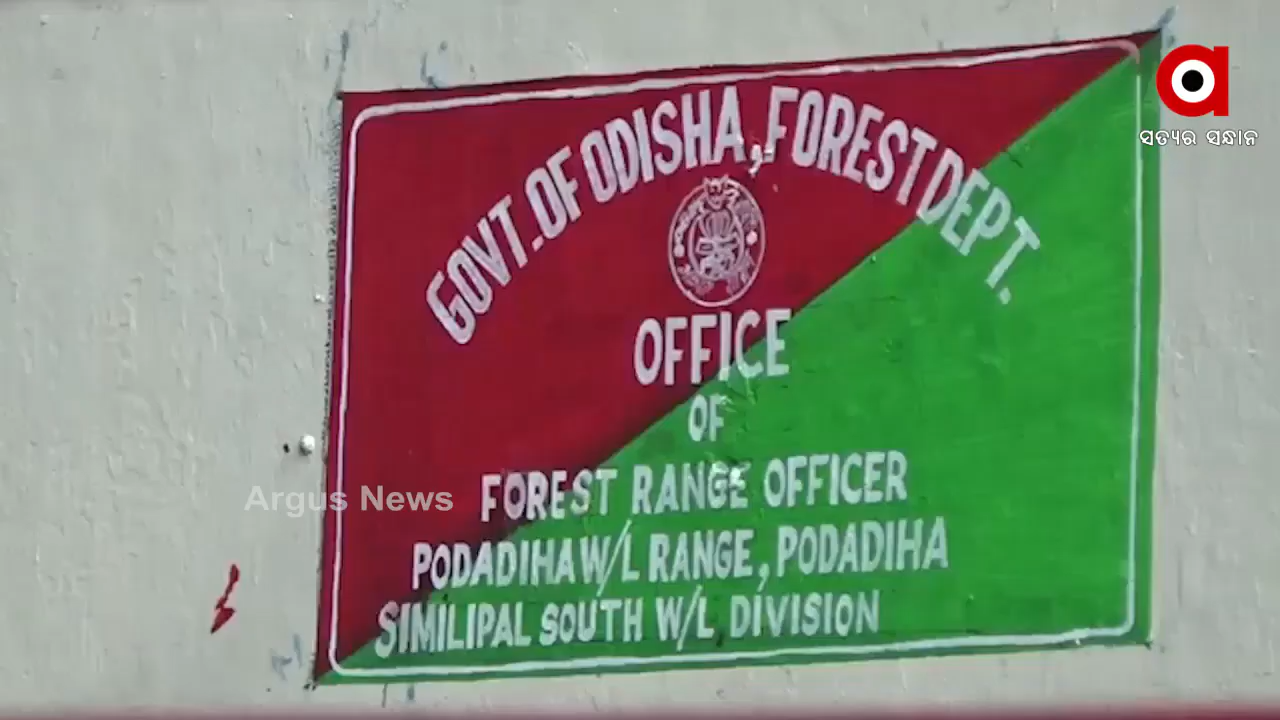 GOVT. OF ODISHA, FOREST DEPT.
OFFICE
OF
FOREST RANGE OFFICER
PODADIHA W/L RANGE, PODADIHA
SIMILIPAL SOUTH W/L DIVISION
Argus News
a
ସତ୍ୟର ସନ୍ଧାନ